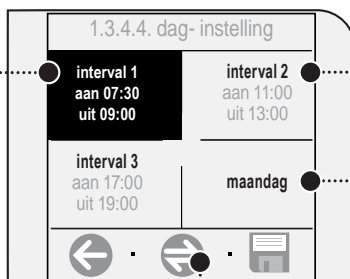 1.3.4.4. dag- instelling
interval 1
aan 07:30
uit 09:00
interval 2
aan 11:00
uit 13:00
interval 3
aan 17:00
uit 19:00
maandag